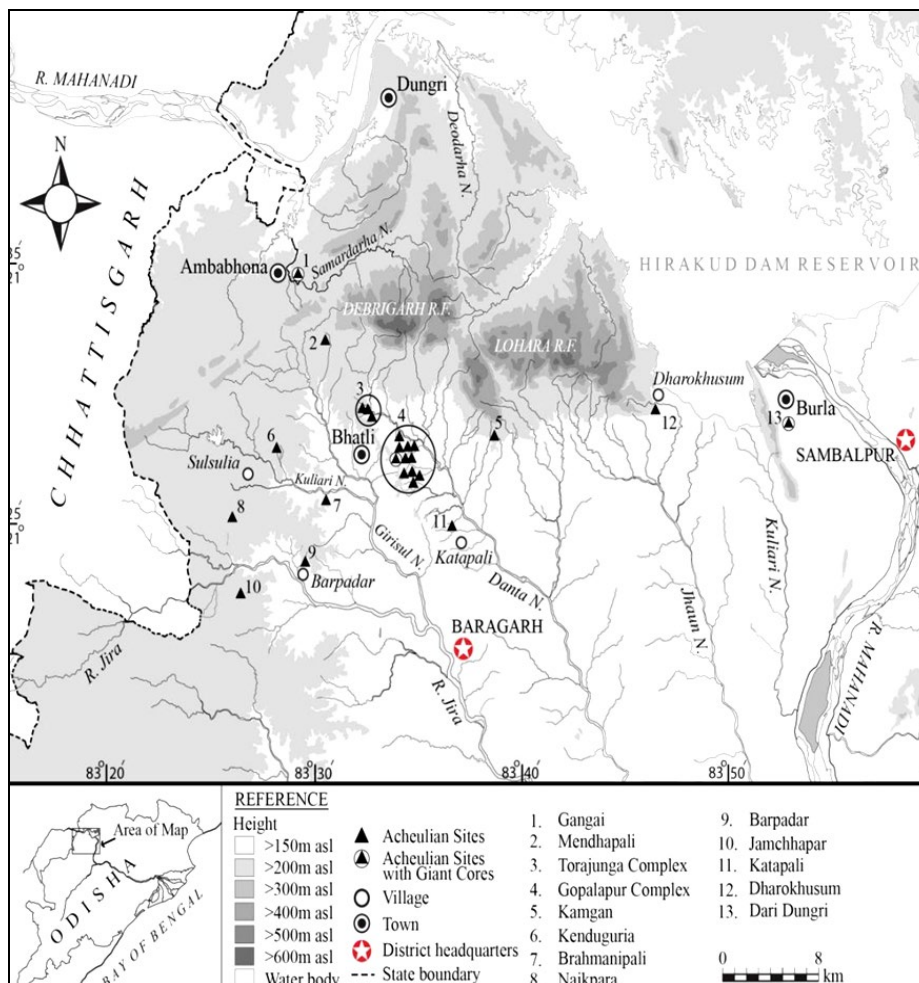 R. MAHANADI
Dungri
Deodarha N.
N
CHHATTISGARH
35'
21°
Ambabhona
1
Samardarha N.
HIRAKUD DAM RESERVOIR
DEBRIGARH R.F.
2
LOHARA R.F.
Dharokhusum
3
12
Burla
13
4
5
Bhatli
SAMBALPUR
6
Sulsulia
Kuliari N.
7
8
25'
21°
11
Katapali
Girisul N.
Danta N.
Kuliari N.
9
Barpadar
10
BARAGARH
Jhaun N.
R. Jira
R. Jira
R. MAHANADI
83°20'
83°30'
83°40'
83°50'
Area of Map
ODISHA
BAY OF BENGAL
REFERENCE
Height
>150m asl
>200m asl
>300m asl
>400m asl
>500m asl
>600m asl
Water body
Acheulian Sites
Acheulian Sites
with Giant Cores
Village
Town
District headquarters
State boundary
1. Gangai
2. Mendhapali
3. Torajunga Complex
4. Gopalapur Complex
5. Kamgan
6. Kenduguria
7. Brahmanipali
8 Naikpara
9. Barpadar
10. Jamchhapar
11. Katapali
12. Dharokhusum
13. Dari Dungri
0 8
km